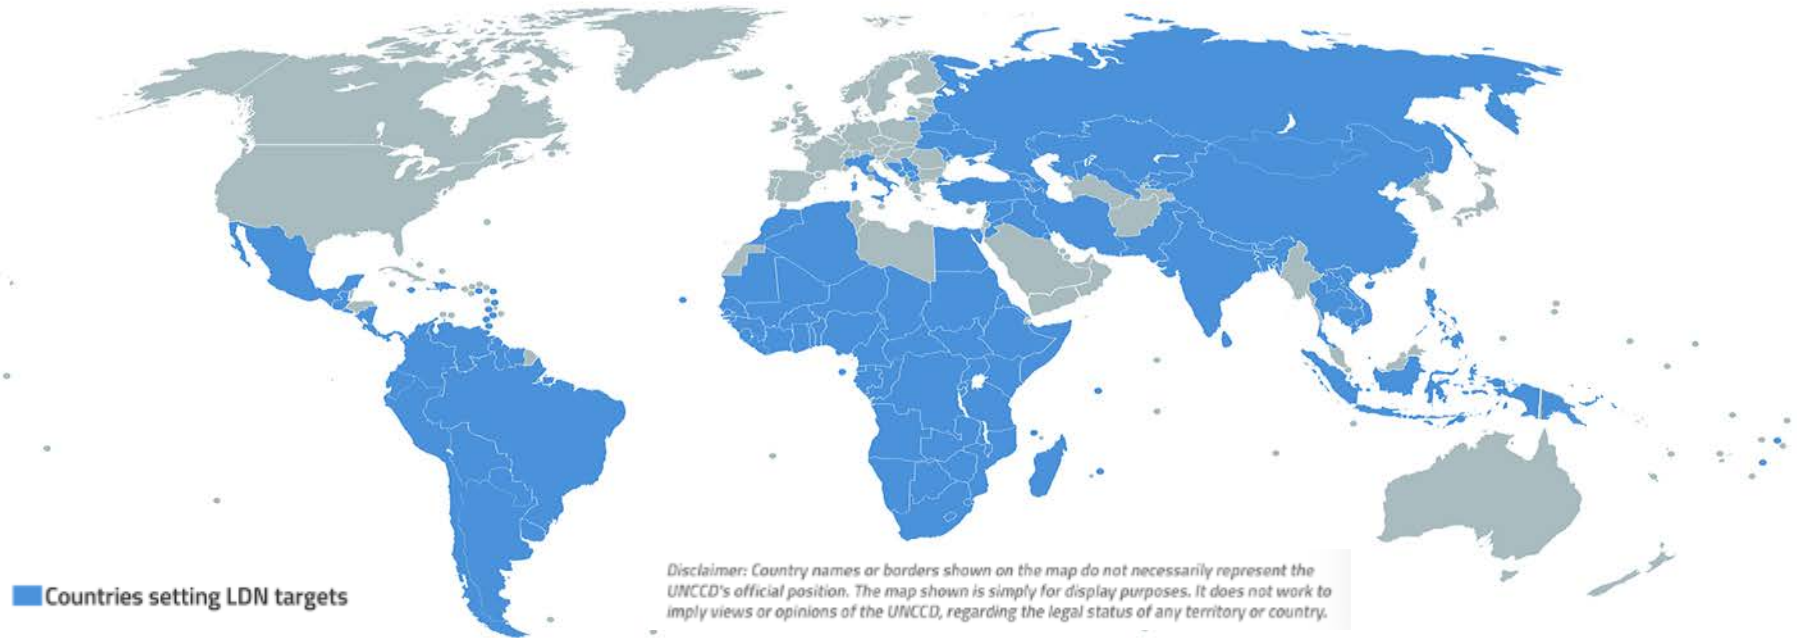 Countries setting LDN targets
Disclaimer: Country names or borders shown on the map do not necessarily represent the
UNCCD's official position. The map shown is simply for display purposes. It does not work to
imply views or opinions of the UNCCD, regarding the legal status of any territory or country.